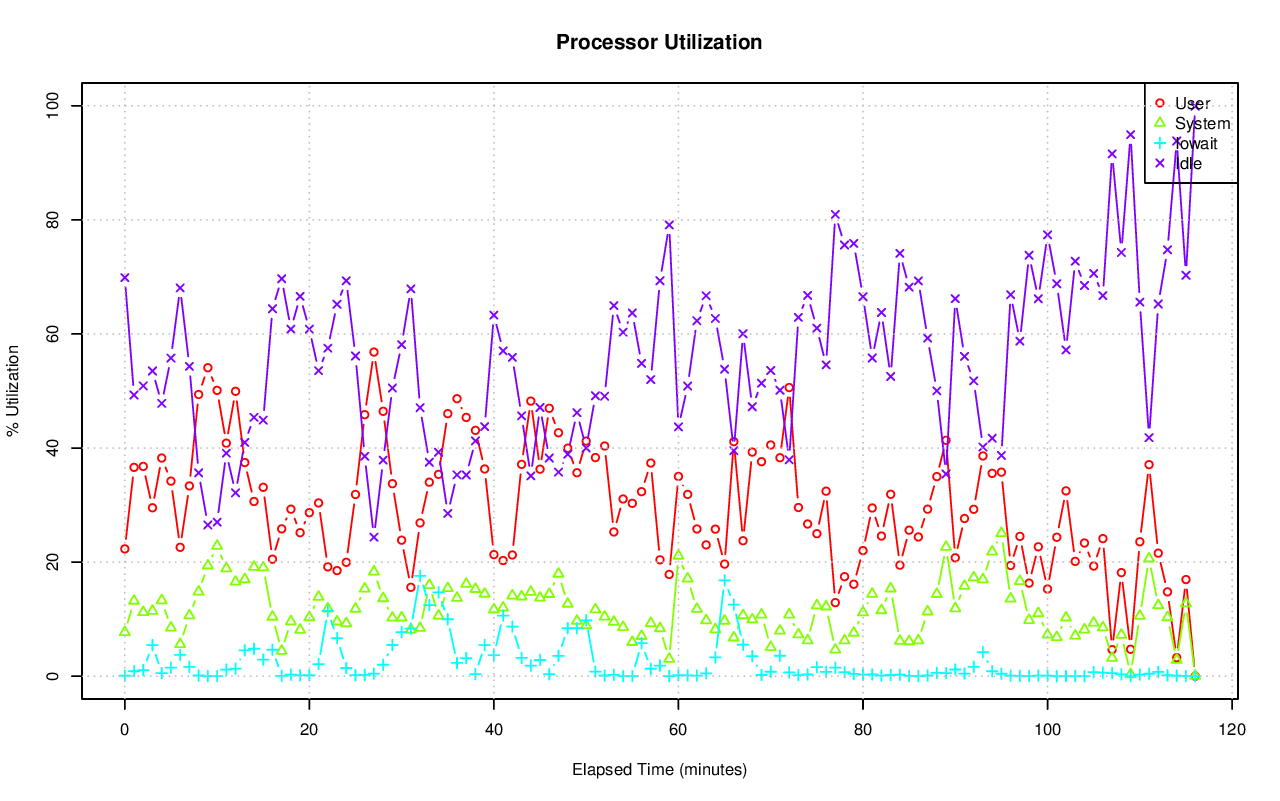 Processor Utilization
% Utilization
100
80
60
40
20
0
User
System
Iowait
Idle
0 20 40 60 80 100 120
Elapsed Time (minutes)